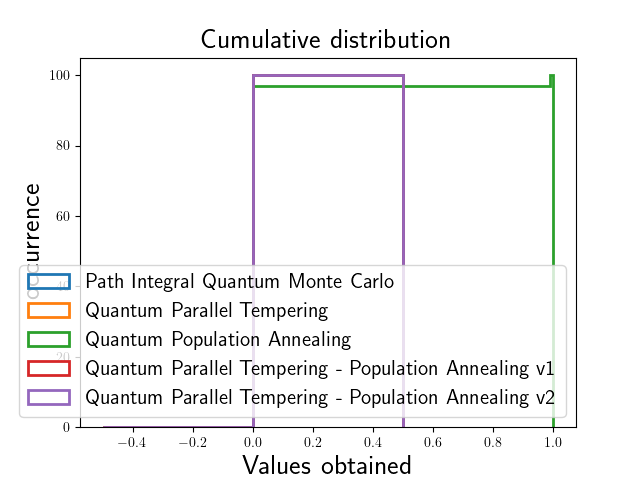 Cumulative distribution
100
80
60
40
20
0
occurrence
Path Integral Quantum Monte Carlo
Quantum Parallel Tempering
Quantum Population Annealing
Quantum Parallel Tempering - Population Annealing v1
Quantum Parallel Tempering - Population Annealing v2
−0.4 −0.2 0.0 0.2 0.4 0.6 0.8 1.0
Values obtained